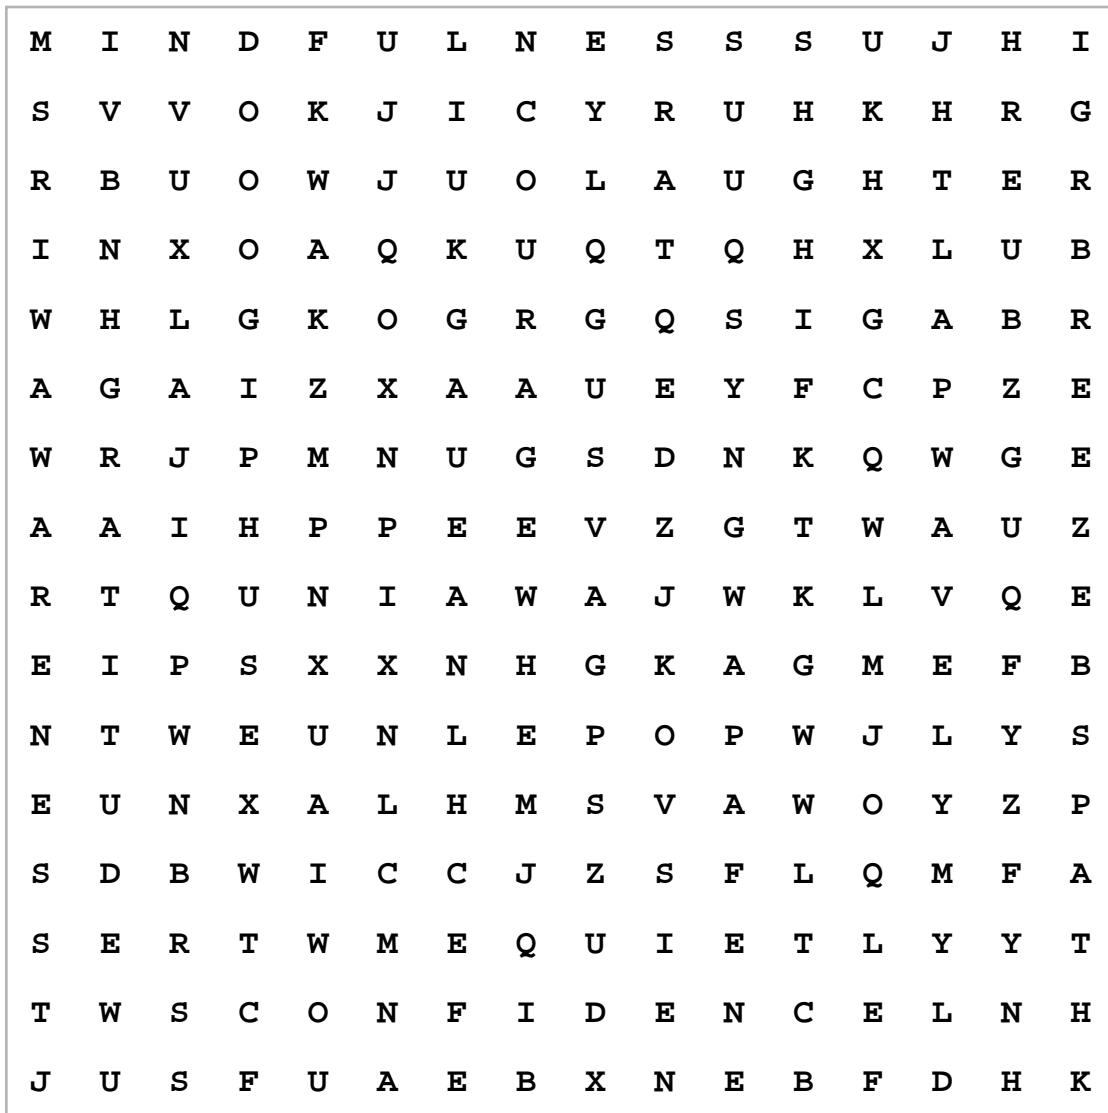 M I N D F U L N E S S S U J H I
S V V O K J I C Y R U H K H R G
R B U O W J U O L A U G H T E R
I N X O A Q K U Q T Q H X L U B
W H L G K O G R G Q S I G A B R
A G A I Z X A A U E Y F C P Z E
W R J P M N U G S D N K Q W G E
A A I H P P E E V Z G T W A U Z
R T Q U N I A W A J W K L V Q E
E I P S X X N H G K A G M E F B
N T W E U N L E P O P W J L Y S
E U N X A L H M S V A W O Y Z P
S D B W I C C J Z S F L Q M F A
S E R T W M E Q U I E T L Y Y T
T W S C O N F I D E N C E L N H
J U S F U A E B X N E B F D H K